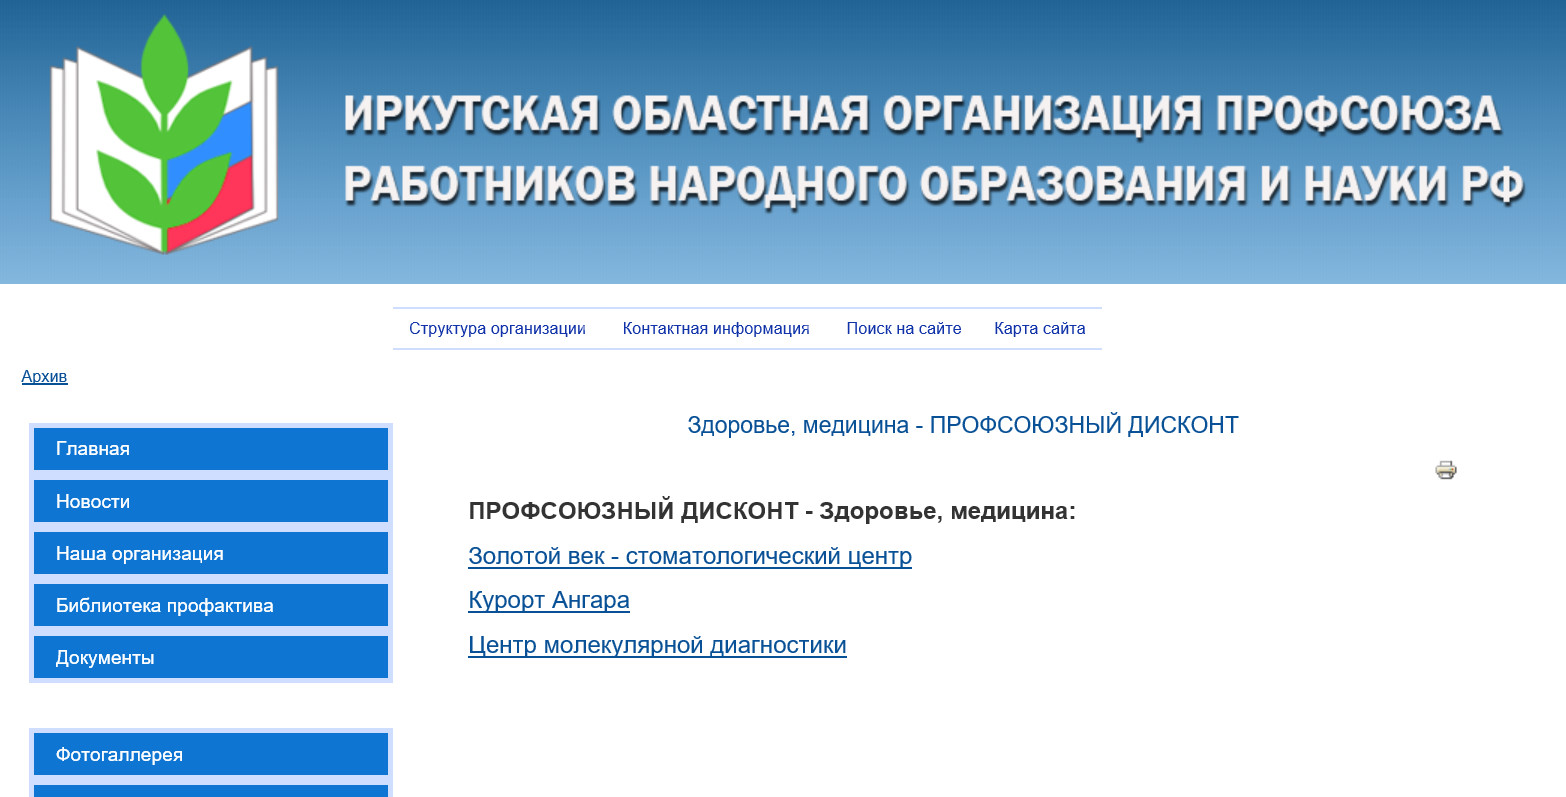 ИРКУТСКАЯ ОБЛАСТНАЯ ОРГАНИЗАЦИЯ ПРОФСОЮЗА
РАБОТНИКОВ НАРОДНОГО ОБРАЗОВАНИЯ И НАУКИ РФ
Структура организации Контактная информация Поиск на сайте Карта сайта
Архив
Главная
Новости
Наша организация
Библиотека профактива
Документы
Фотогаллерея
Здоровье, медицина - ПРОФСОЮЗНЫЙ ДИСКОНТ
ПРОФСОЮЗНЫЙ ДИСКОНТ - Здоровье, медицина:
Золотой век - стоматологический центр
Курорт Ангара
Центр молекулярной диагностики